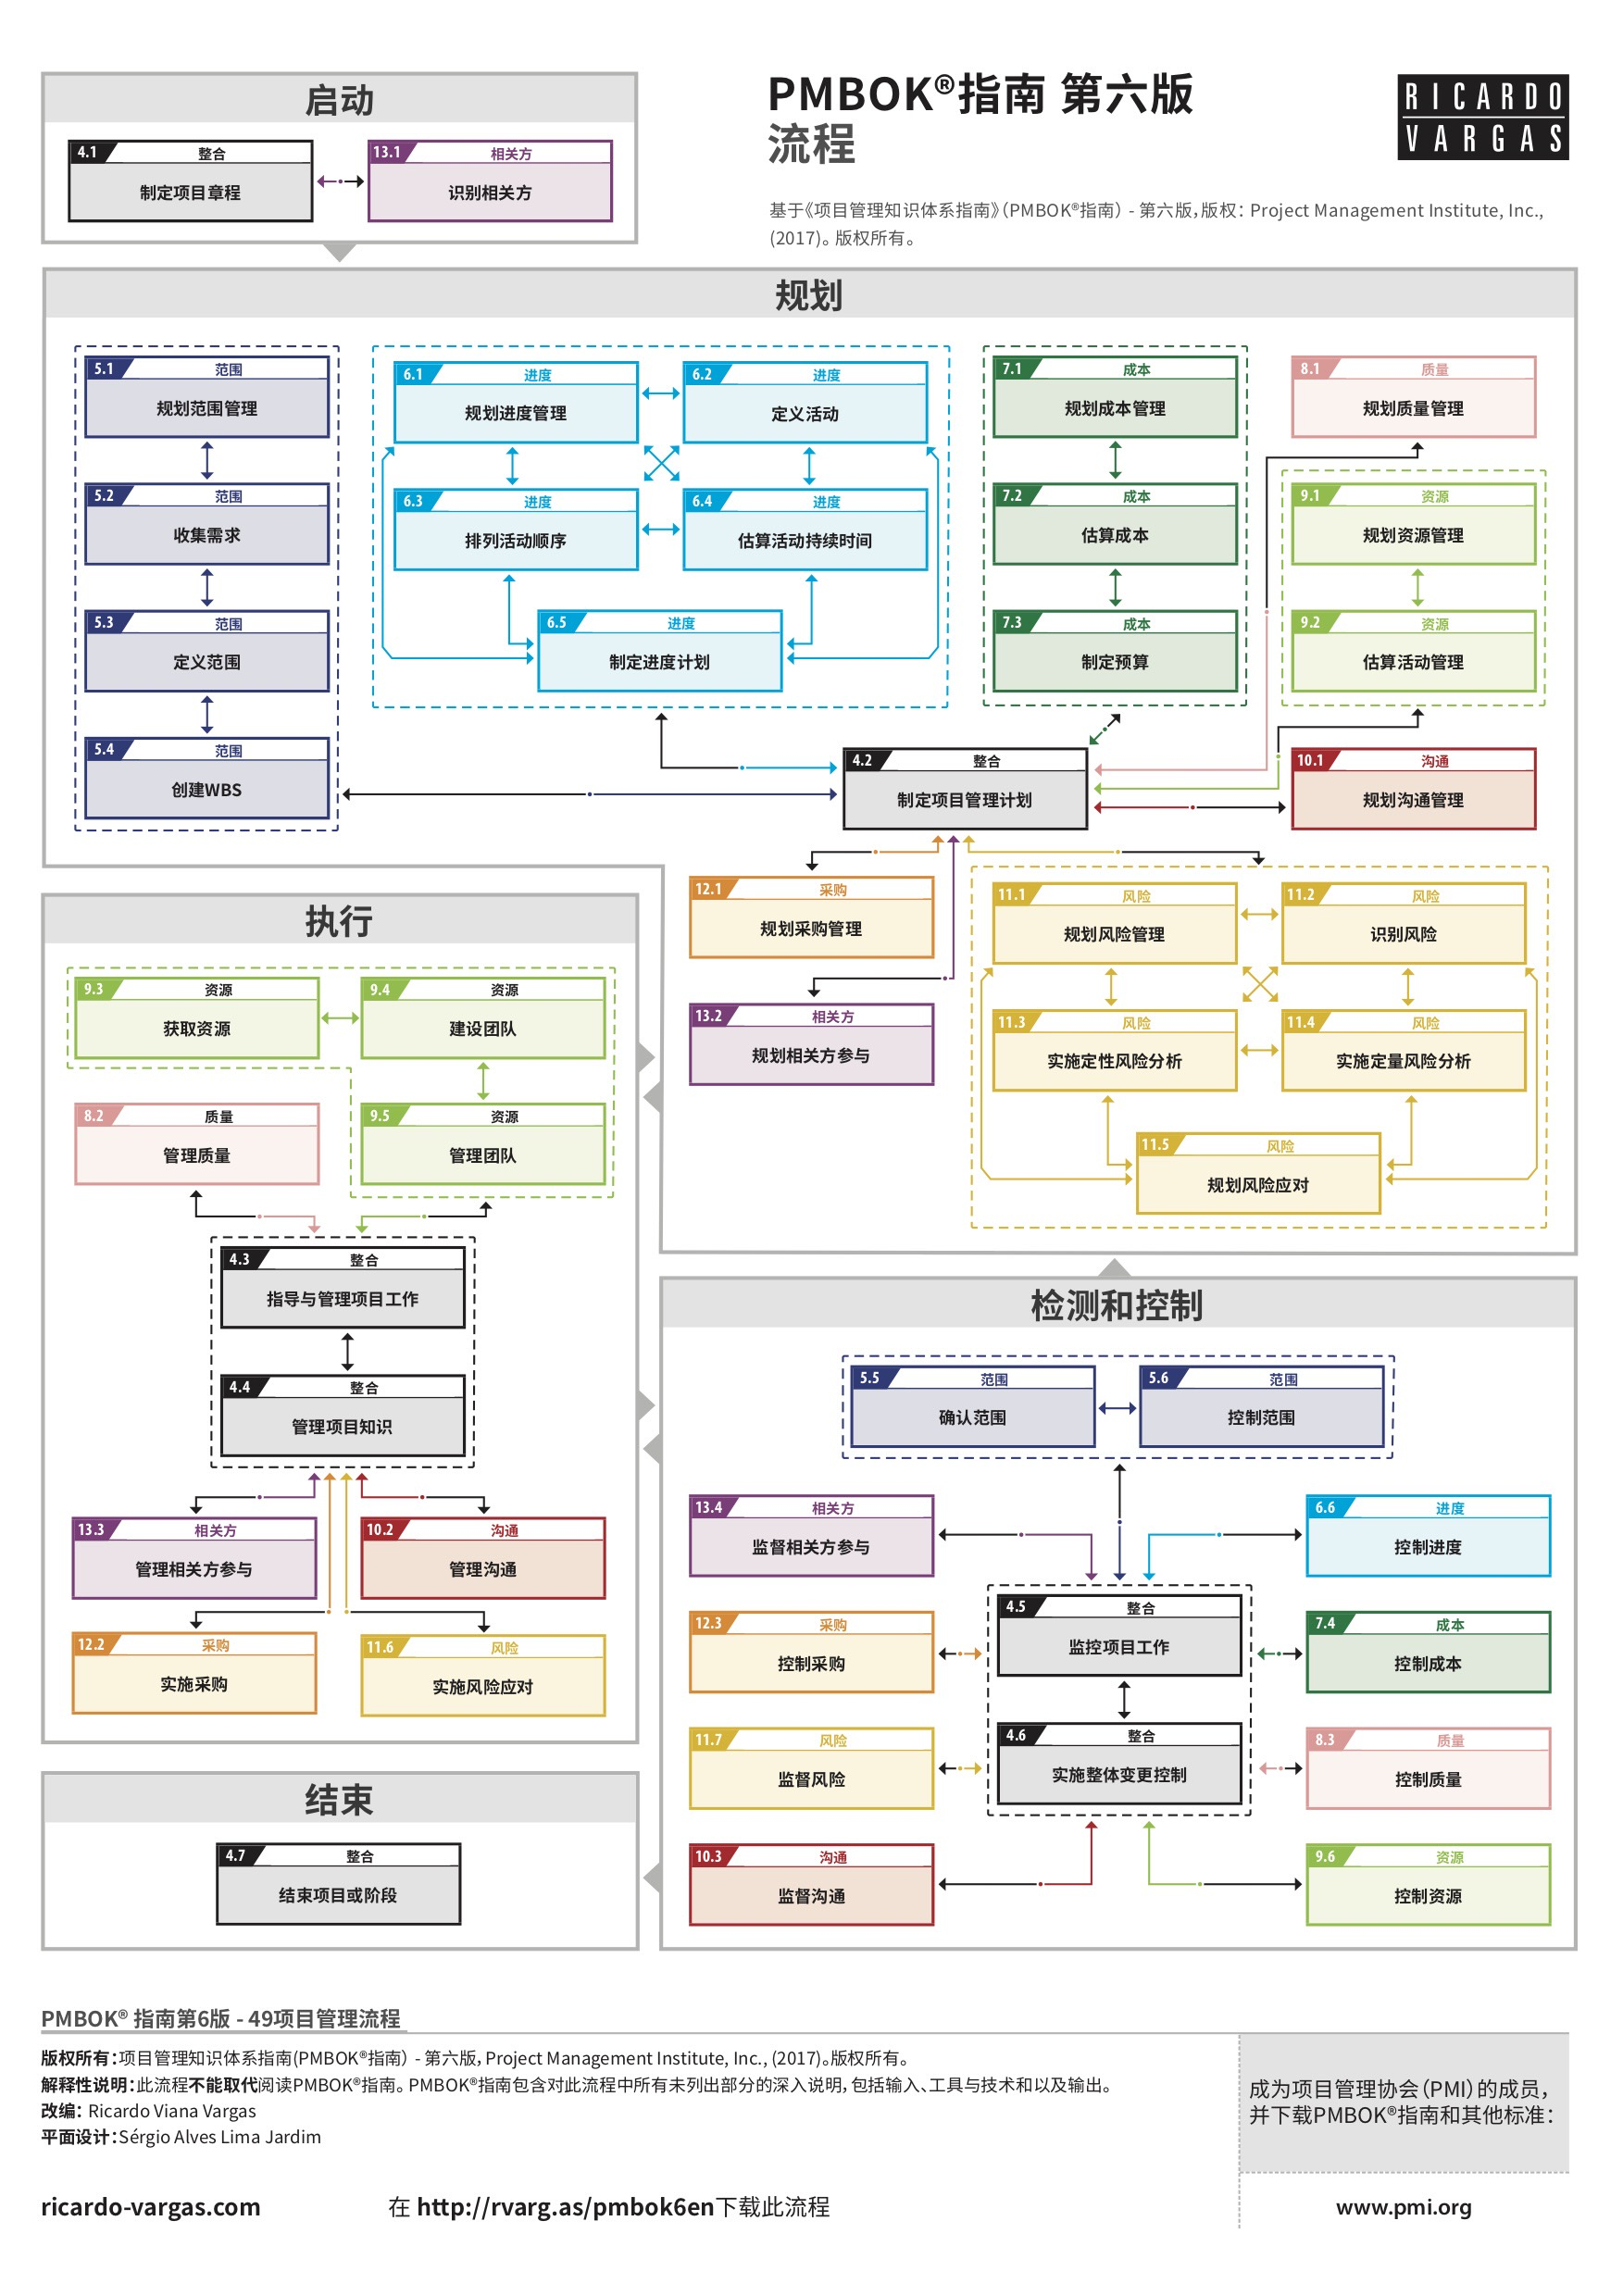 启动
4.1 整合
制定项目章程
13.1 相关方
识别相关方
PMBOK®指南 第六版
流程
RICARDO
VARGAS
基于《项目管理知识体系指南》（PMBOK®指南） - 第六版，版权： Project Management Institute, Inc.,
(2017)。版权所有。
规划
5.1 范围
规划范围管理
5.2 范围
收集需求
5.3 范围
定义范围
5.4 范围
创建WBS
6.1 进度
规划进度管理
6.2 进度
定义活动
6.3 进度
排列活动顺序
6.4 进度
估算活动持续时间
6.5 进度
制定进度计划
7.1 成本
规划成本管理
7.2 成本
估算成本
7.3 成本
制定预算
8.1 质量
规划质量管理
9.1 资源
规划资源管理
9.2 资源
估算活动管理
4.2 整合
制定项目管理计划
10.1 沟通
规划沟通管理
12.1 采购
规划采购管理
13.2 相关方
规划相关方参与
11.1 风险
规划风险管理
11.2 风险
识别风险
11.3 风险
实施定性风险分析
11.4 风险
实施定量风险分析
11.5 风险
规划风险应对
执行
9.3 资源
获取资源
9.4 资源
建设团队
8.2 质量
管理质量
9.5 资源
管理团队
4.3 整合
指导与管理项目工作
4.4 整合
管理项目知识
13.3 相关方
管理相关方参与
10.2 沟通
管理沟通
12.2 采购
实施采购
11.6 风险
实施风险应对
检测和控制
5.5 范围
确认范围
5.6 范围
控制范围
13.4 相关方
监督相关方参与
6.6 进度
控制进度
4.5 整合
监控项目工作
12.3 采购
控制采购
7.4 成本
控制成本
4.6 整合
实施整体变更控制
11.7 风险
监督风险
8.3 质量
控制质量
10.3 沟通
监督沟通
9.6 资源
控制资源
结束
4.7 整合
结束项目或阶段
PMBOK® 指南第6版 - 49项目管理流程
版权所有：项目管理知识体系指南(PMBOK®指南） - 第六版，Project Management Institute, Inc., (2017)。版权所有。
解释性说明：此流程不能取代阅读PMBOK®指南。PMBOK®指南包含对此流程中所有未列出部分的深入说明，包括输入、工具与技术和以及输出。
改编： Ricardo Viana Vargas
平面设计：Sérgio Alves Lima Jardim
成为项目管理协会（PMI）的成员，
并下载PMBOK®指南和其他标准：
ricardo-vargas.com
在 http://rvarg.as/pmbok6en下载此流程
www.pmi.org